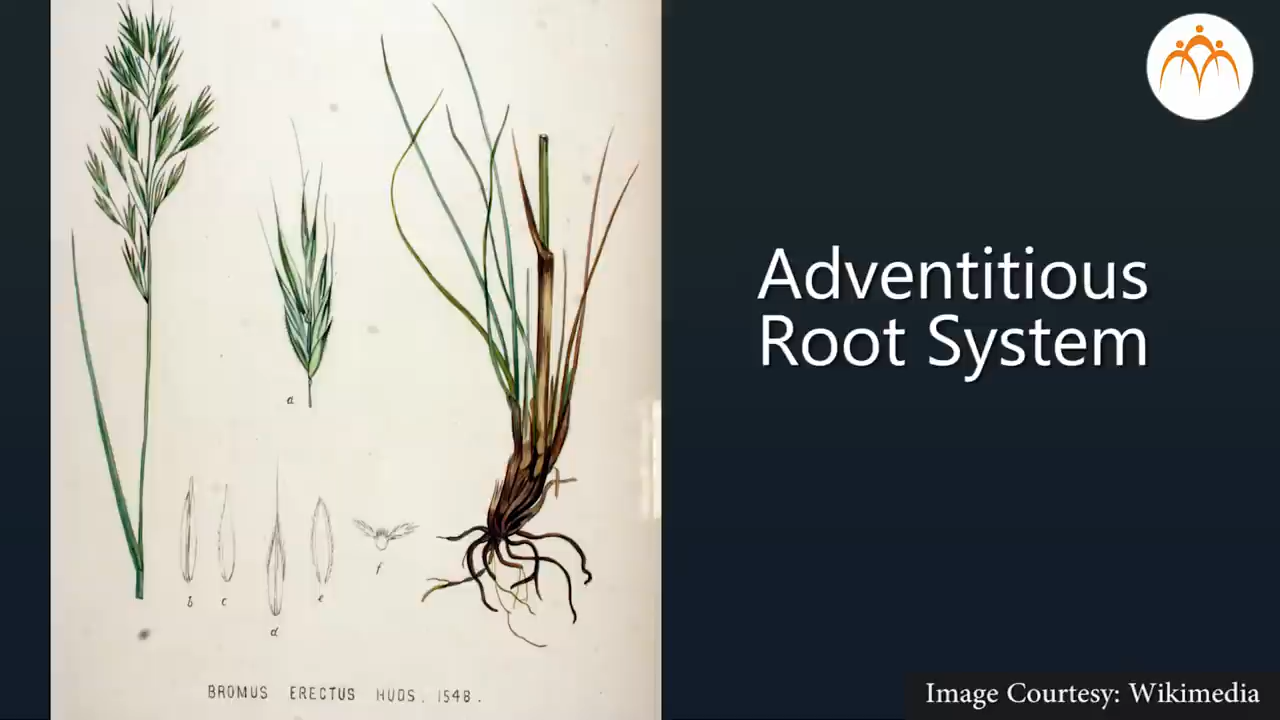 Adventitious
Root System
a
b
c
d
e
f
BROMUS ERECTUS HUDS. 1548.
Image Courtesy: Wikimedia